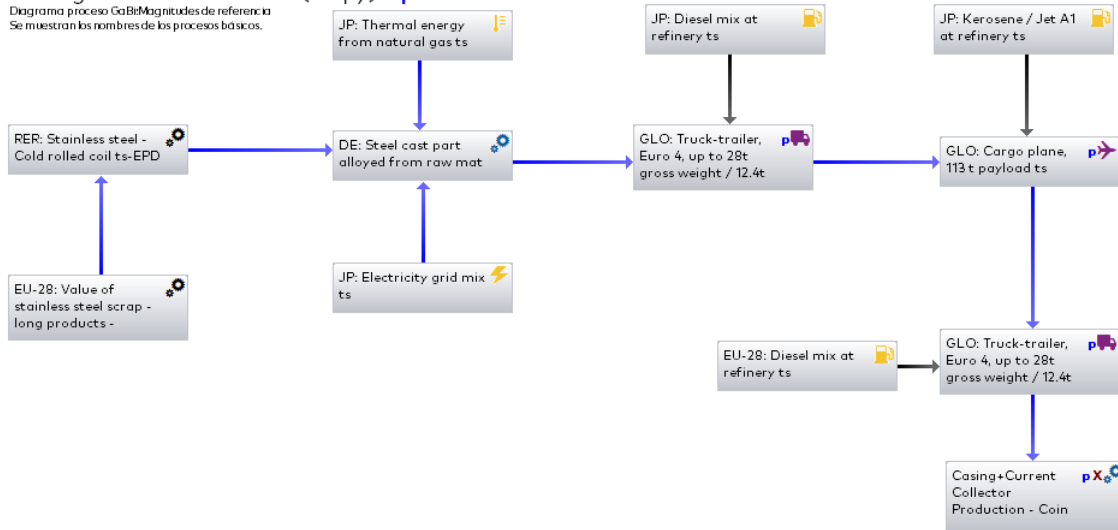 Diagrama proceso GaBi:Magnitudes de referencia
Se muestran los nombres de los procesos básicos.
JP: Thermal energy
from natural gas ts
JP: Diesel mix at
refinery ts
JP: Kerosene / Jet A1
at refinery ts
RER: Stainless steel -
Cold rolled coil ts-EPD
DE: Steel cast part
alloyed from raw mat
GLO: Truck-trailer,
Euro 4, up to 28t
gross weight / 12.4t
p
GLO: Cargo plane,
113 t payload ts
p
EU-28: Value of
stainless steel scrap -
long products -
JP: Electricity grid mix
ts
EU-28: Diesel mix at
refinery ts
GLO: Truck-trailer,
Euro 4, up to 28t
gross weight / 12.4t
p
Casing+Current
Collector
Production - Coin
p X